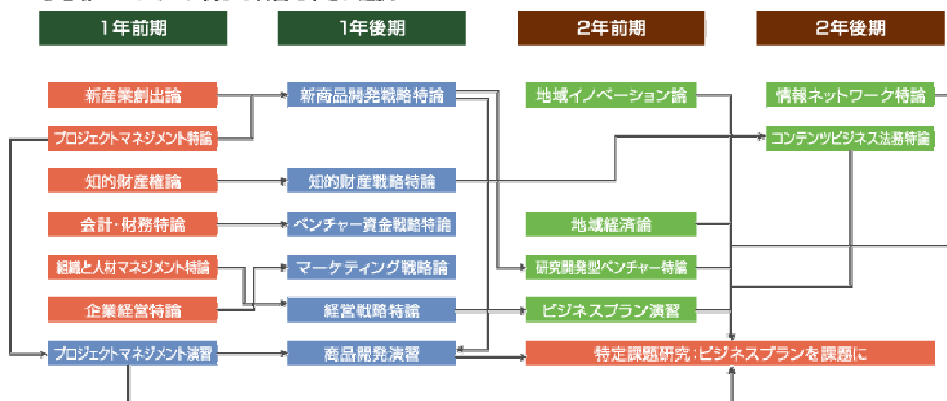 1年前期
1年後期
2年前期
2年後期
新産業創出論
新商品開発戦略特論
地域イノベーション論
情報ネットワーク特論
プロジェクトマネジメント特論
コンテンツビジネス法務特論
知的財産権論
知的財産戦略特論
会計・財務特論
ベンチャー資金戦略特論
地域経済論
組織と人材マネジメント特論
マーケティング戦略論
研究開発型ベンチャー特論
企業経営特論
経営戦略特論
ビジネスプラン演習
プロジェクトマネジメント演習
商品開発演習
特定課題研究:ビジネスプランを課題に